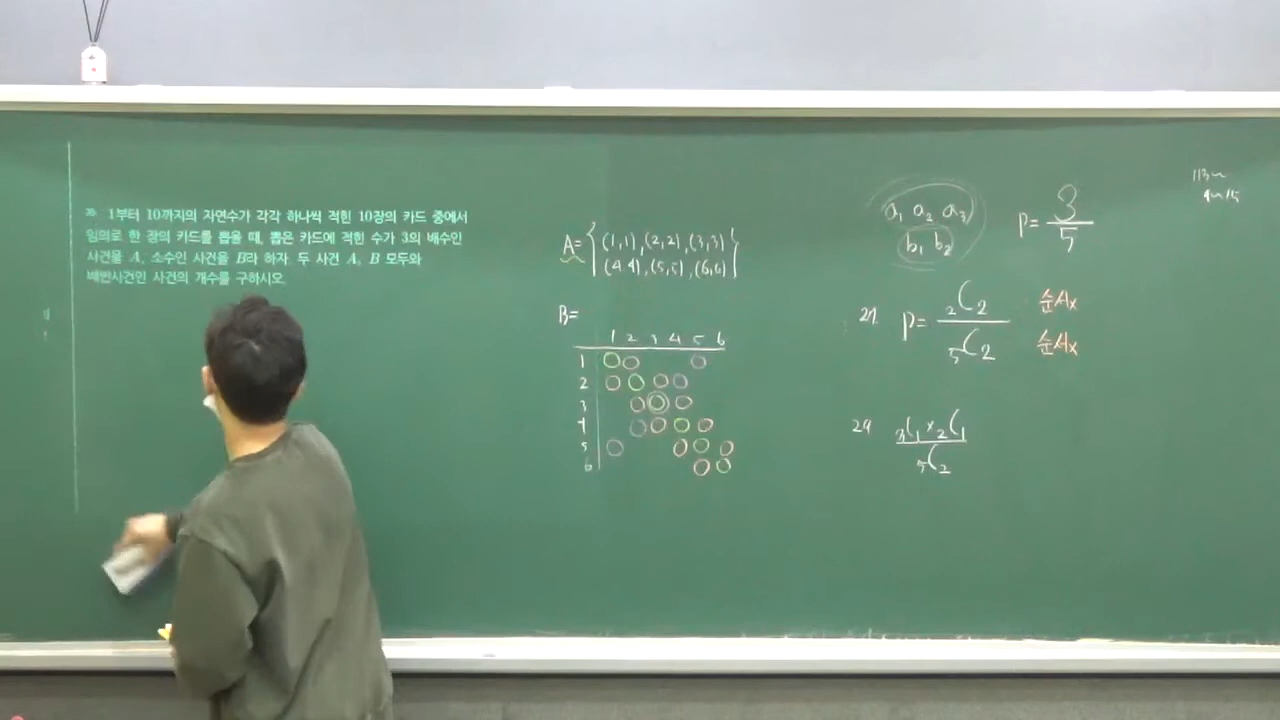 1부터 10까지의 자연수가 각각 하나씩 적힌 10장의 카드 중에서
임의로 한 장의 카드를 뽑을 때, 뽑은 카드에 적힌 수가 3의 배수인
사건을 A, 소수인 사건을 B라 하자. 두 사건 A, B 모두와
배반사건인 사건의 개수를 구하시오.
A= { (1,1), (2,2), (3,3)
(4,4), (5,5), (6,6) }
B=
1 2 3 4 5 6
1
2
3
4
5
6
a₁ a₂ a₃
b₁ b₂
P= 3/5
P= ₂C₂ / ₅C₂
순서x
순서x
₃C₁ × ₂C₁ / ₅C₂